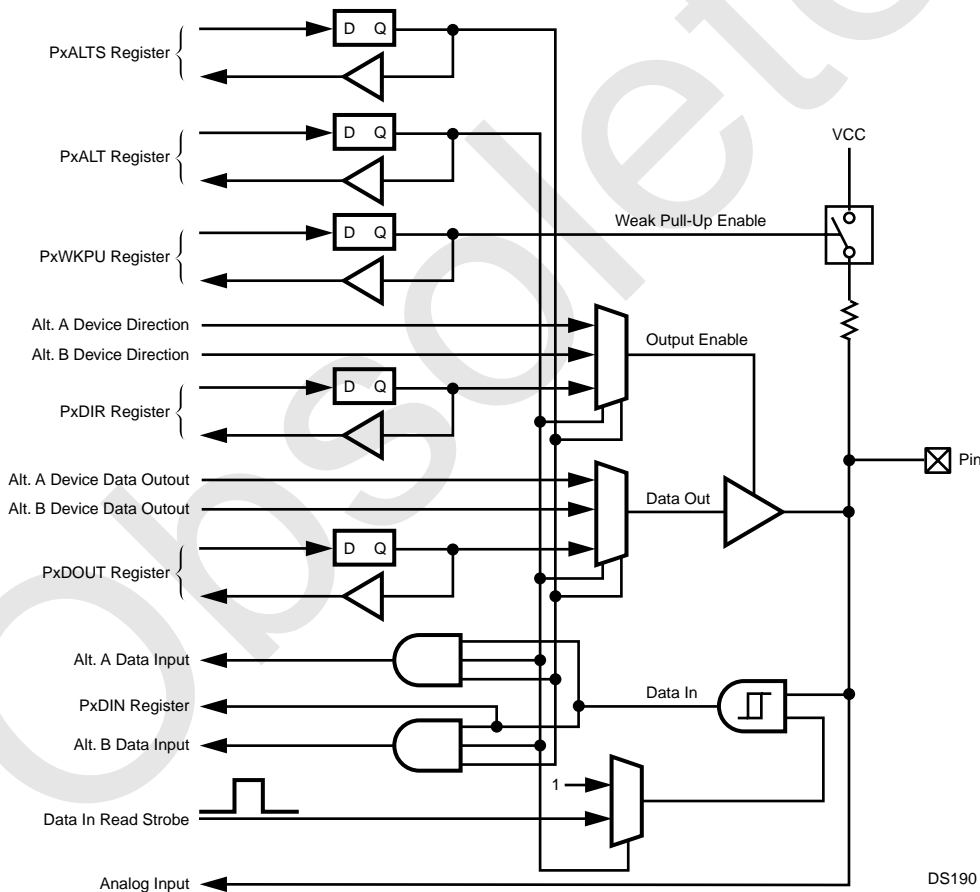 Obsolete
PxALTS Register
D Q
PxALT Register
D Q
VCC
Weak Pull-Up Enable
PxWKPU Register
D Q
Alt. A Device Direction
Output Enable
Alt. B Device Direction
PxDIR Register
D Q
Pin
Alt. A Device Data Outout
Data Out
Alt. B Device Data Outout
PxDOUT Register
D Q
Alt. A Data Input
Data In
PxDIN Register
Alt. B Data Input
1
Data In Read Strobe
Analog Input
DS190